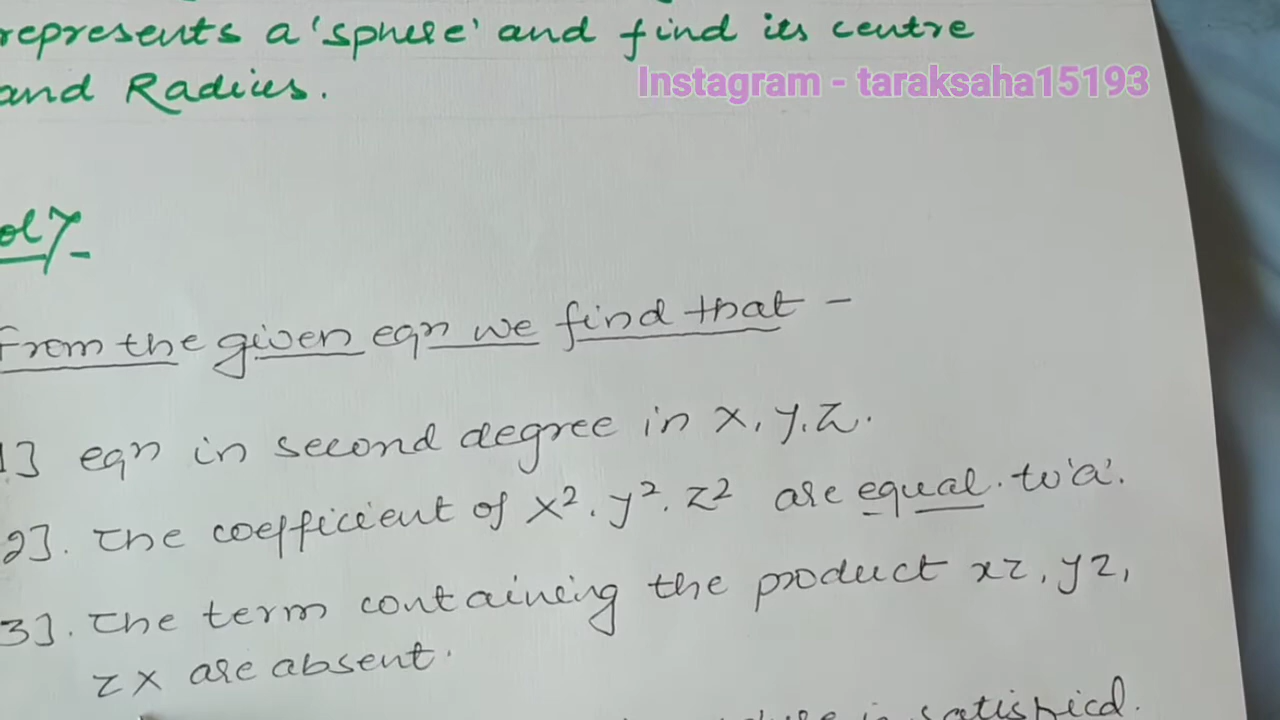 represents a 'sphere' and find its centre
Instagram - taraksaha15193
and Radius.
From the given eqn we find that -
1] eqn in second degree in x, y, z.
2]. The coefficient of x², y², z² are equal to 'a'.
3]. The term containing the product xz, yz,
zx are absent.
is satisfied.